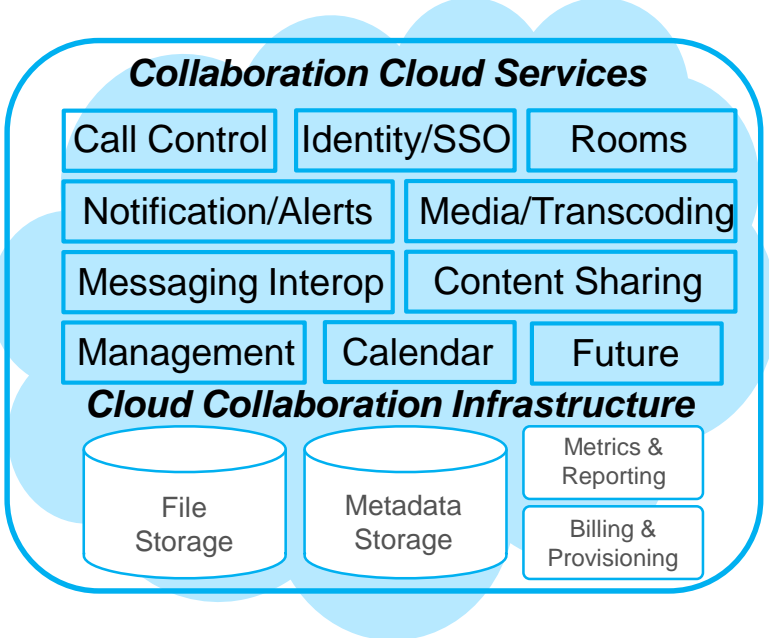 Collaboration Cloud Services
Call Control
Identity/SSO
Rooms
Notification/Alerts
Media/Transcoding
Messaging Interop
Content Sharing
Management
Calendar
Future
Cloud Collaboration Infrastructure
File
Storage
Metadata
Storage
Metrics &
Reporting
Billing &
Provisioning